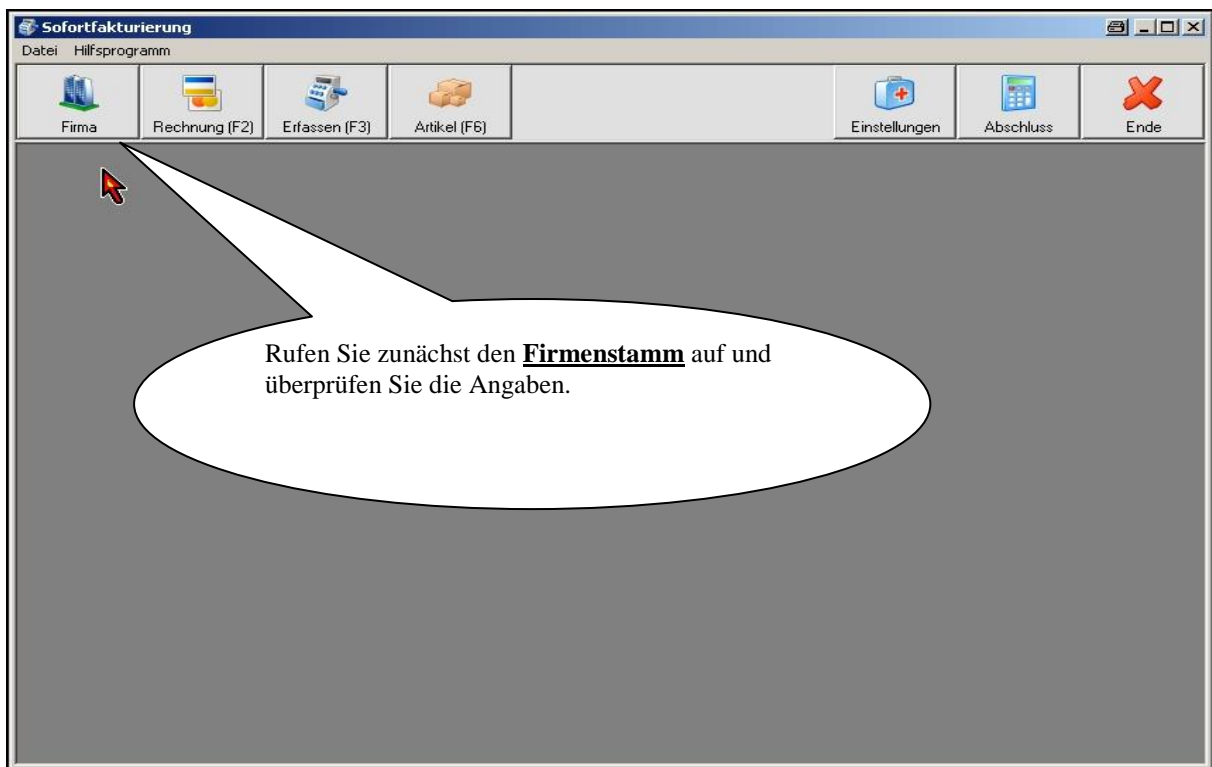 Sofortfakturierung
Datei Hilfsprogramm
Firma Rechnung (F2) Erfassen (F3) Artikel (F6) Einstellungen Abschluss Ende
Rufen Sie zunächst den Firmenstamm auf und
überprüfen Sie die Angaben.